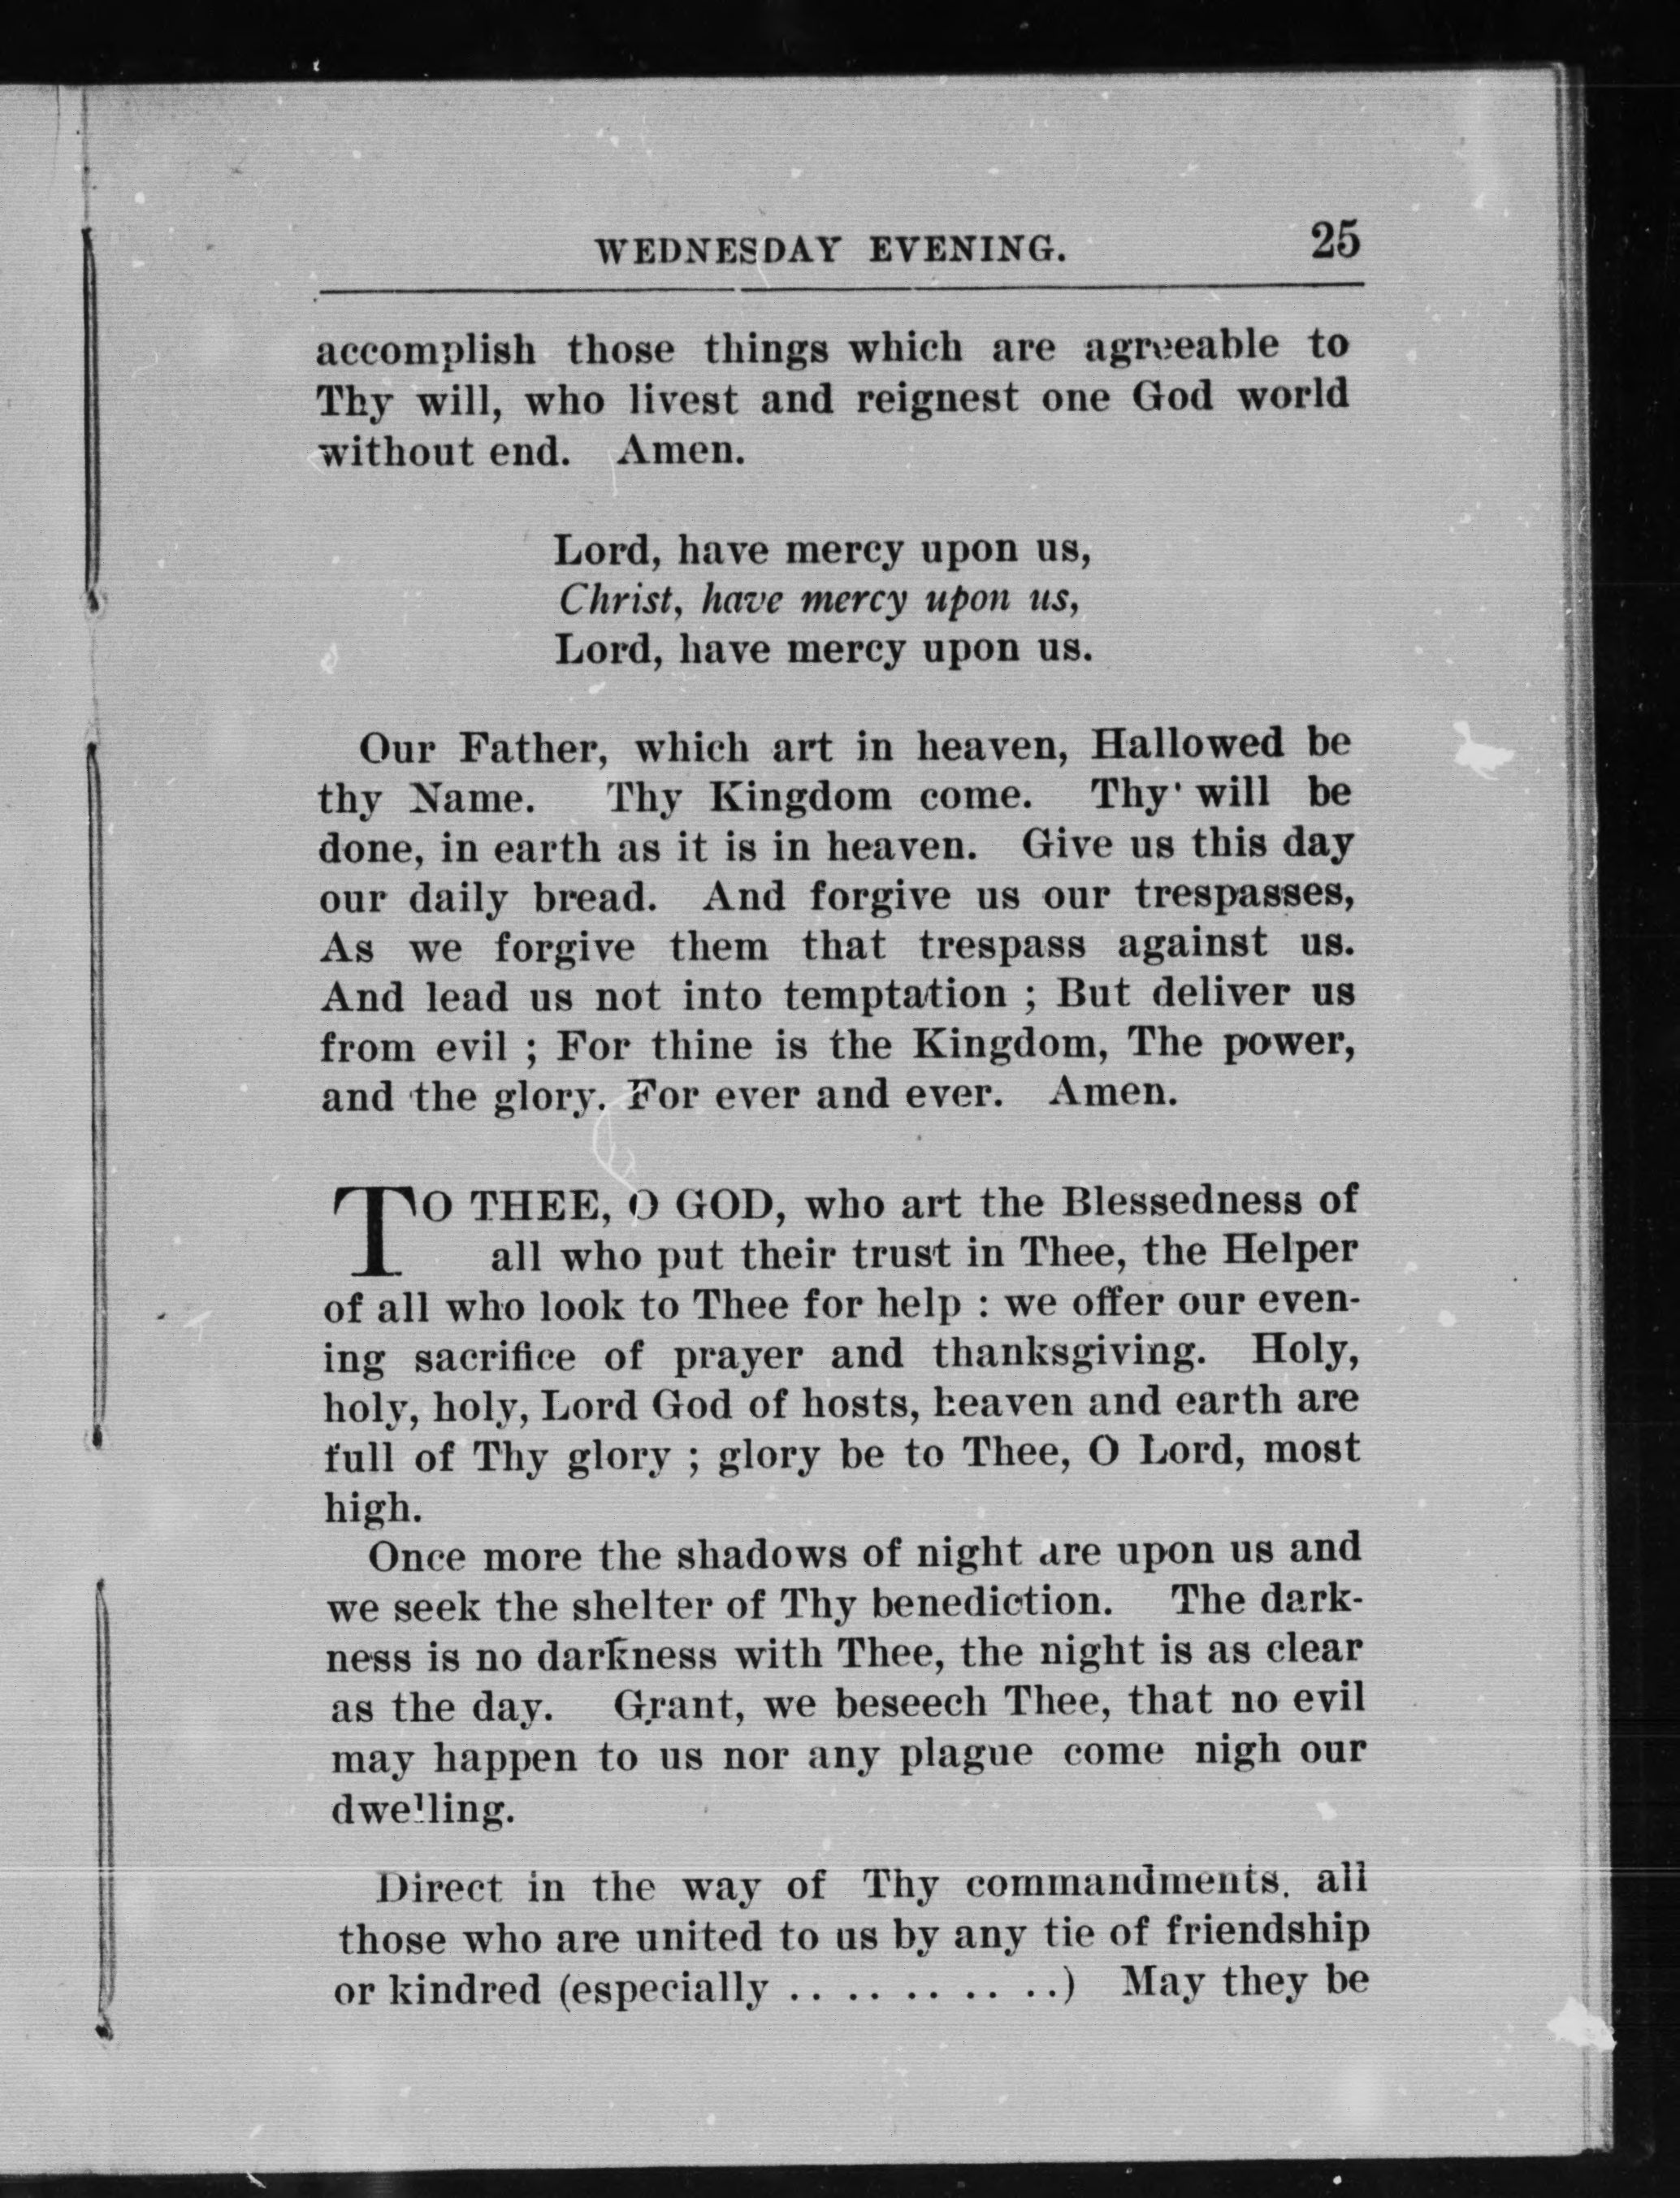 WEDNESDAY EVENING. 25
accomplish those things which are agreeable to
Thy will, who livest and reignest one God world
without end. Amen.
Lord, have mercy upon us,
Christ, have mercy upon us,
Lord, have mercy upon us.
Our Father, which art in heaven, Hallowed be
thy Name. Thy Kingdom come. Thy will be
done, in earth as it is in heaven. Give us this day
our daily bread. And forgive us our trespasses,
As we forgive them that trespass against us.
And lead us not into temptation ; But deliver us
from evil ; For thine is the Kingdom, The power,
and the glory. For ever and ever. Amen.
TO THEE, O GOD, who art the Blessedness of
all who put their trust in Thee, the Helper
of all who look to Thee for help : we offer our even-
ing sacrifice of prayer and thanksgiving. Holy,
holy, holy, Lord God of hosts, heaven and earth are
full of Thy glory ; glory be to Thee, O Lord, most
high.
Once more the shadows of night are upon us and
we seek the shelter of Thy benediction. The dark-
ness is no darkness with Thee, the night is as clear
as the day. Grant, we beseech Thee, that no evil
may happen to us nor any plague come nigh our
dwelling.
Direct in the way of Thy commandments. all
those who are united to us by any tie of friendship
or kindred (especially . . . . . . . . . .) May they be